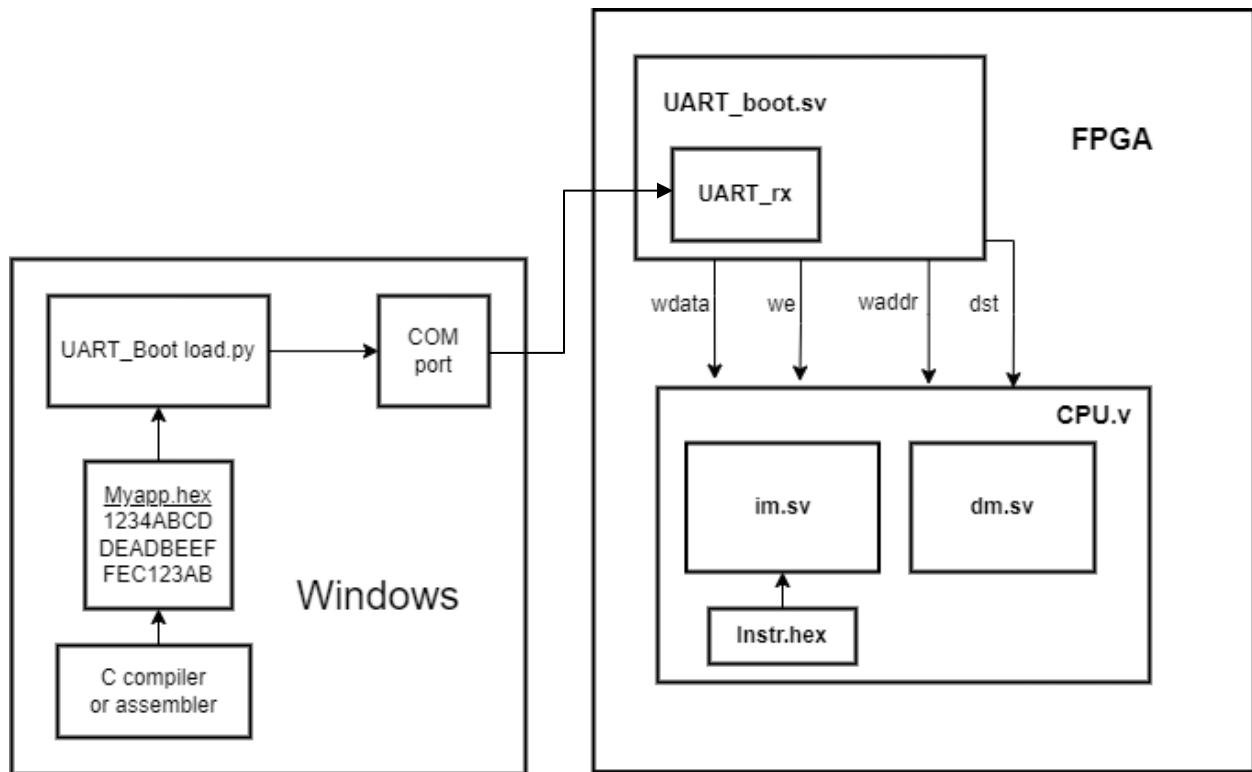 UART_boot.sv
FPGA
UART_rx
wdata
we
waddr
dst
UART_Boot load.py
COM
port
CPU.v
Myapp.hex
1234ABCD
DEADBEEF
FEC123AB
im.sv
dm.sv
Windows
Instr.hex
C compiler
or assembler